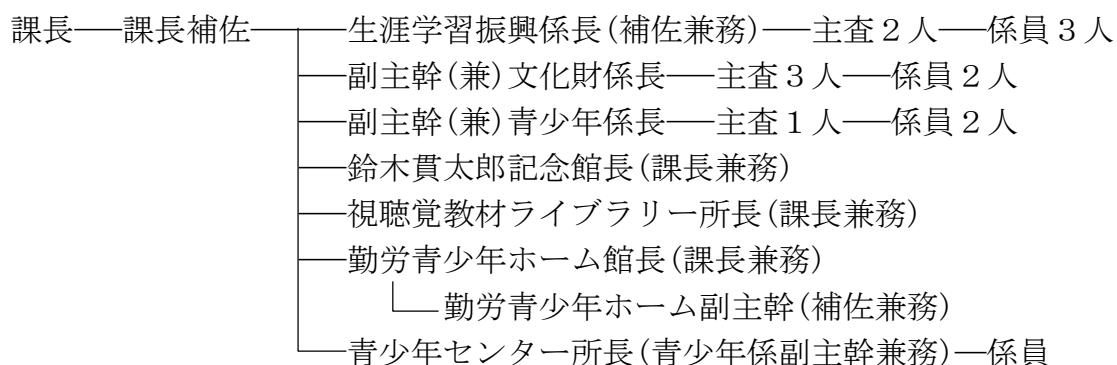 課長――課長補佐――生涯学習振興係長(補佐兼務)――主査２人――係員３人
副主幹(兼)文化財係長――主査３人――係員２人
副主幹(兼)青少年係長――主査１人――係員２人
鈴木貫太郎記念館長(課長兼務)
視聴覚教材ライブラリー所長(課長兼務)
勤労青少年ホーム館長(課長兼務)
勤労青少年ホーム副主幹(補佐兼務)
青少年センター所長(青少年係副主幹兼務)―係員